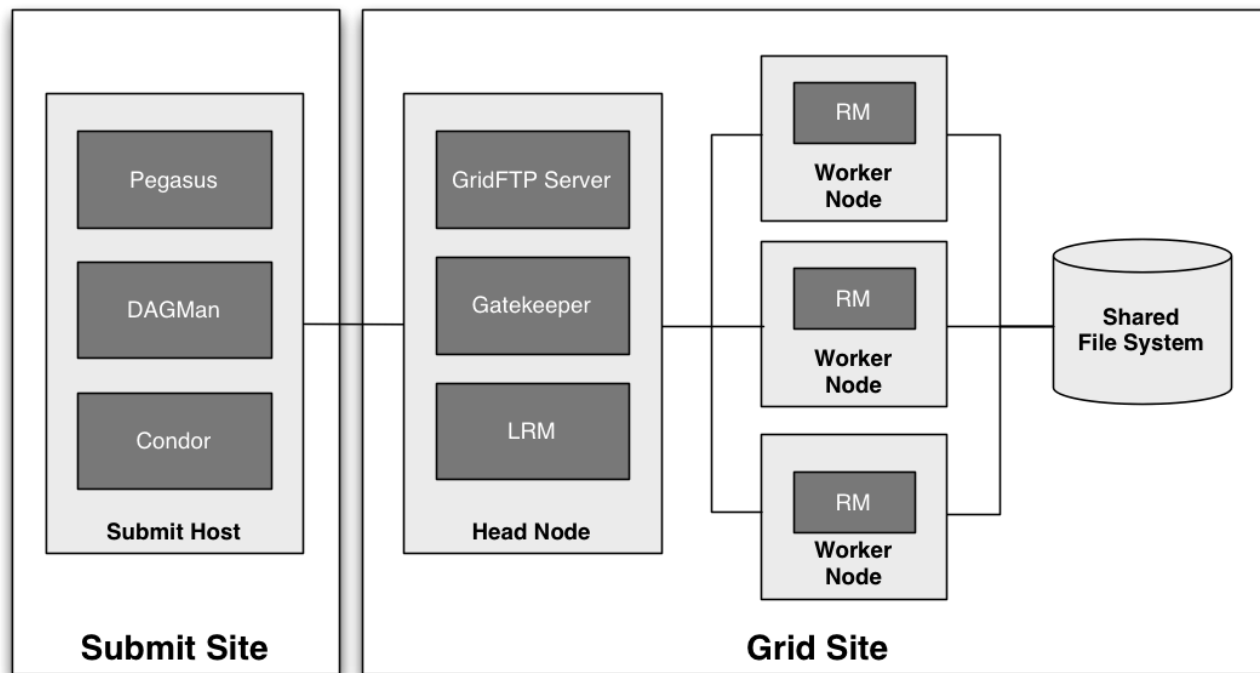 Pegasus
DAGMan
Condor
Submit Host
Submit Site
GridFTP Server
Gatekeeper
LRM
Head Node
RM
Worker
Node
RM
Worker
Node
RM
Worker
Node
Shared
File System
Grid Site